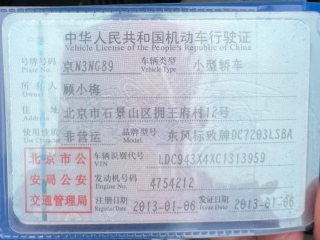 中华人民共和国机动车行驶证
Vehicle License of the People's Republic of China
号牌号码 京N3NG89 车辆类型 小型轿车
Plate No. Vehicle Type
所有人 顾小梅
住址 北京市石景山区拥王府村12号
使用性质 非营运 品牌型号 东风标致牌DC7203LSBA
北京市公安局公安交通管理局
车辆识别代号 LDC943X4XC1313959
VIN
发动机号码 4754212
Engine No.
注册日期 2013-01-06 发证日期 2013-01-06
Register Date Issue Date